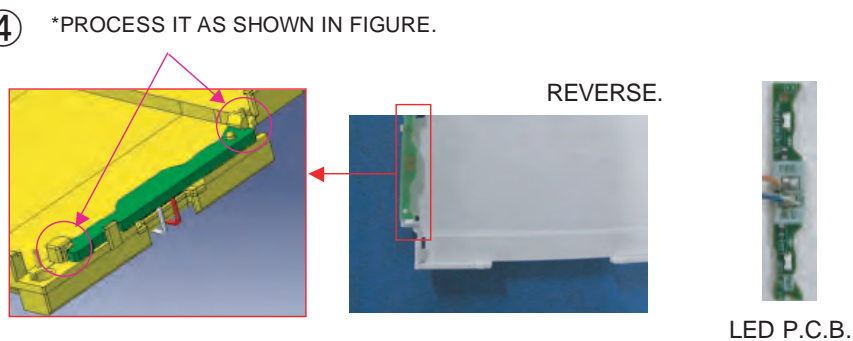 ④ *PROCESS IT AS SHOWN IN FIGURE.
REVERSE.
LED P.C.B.